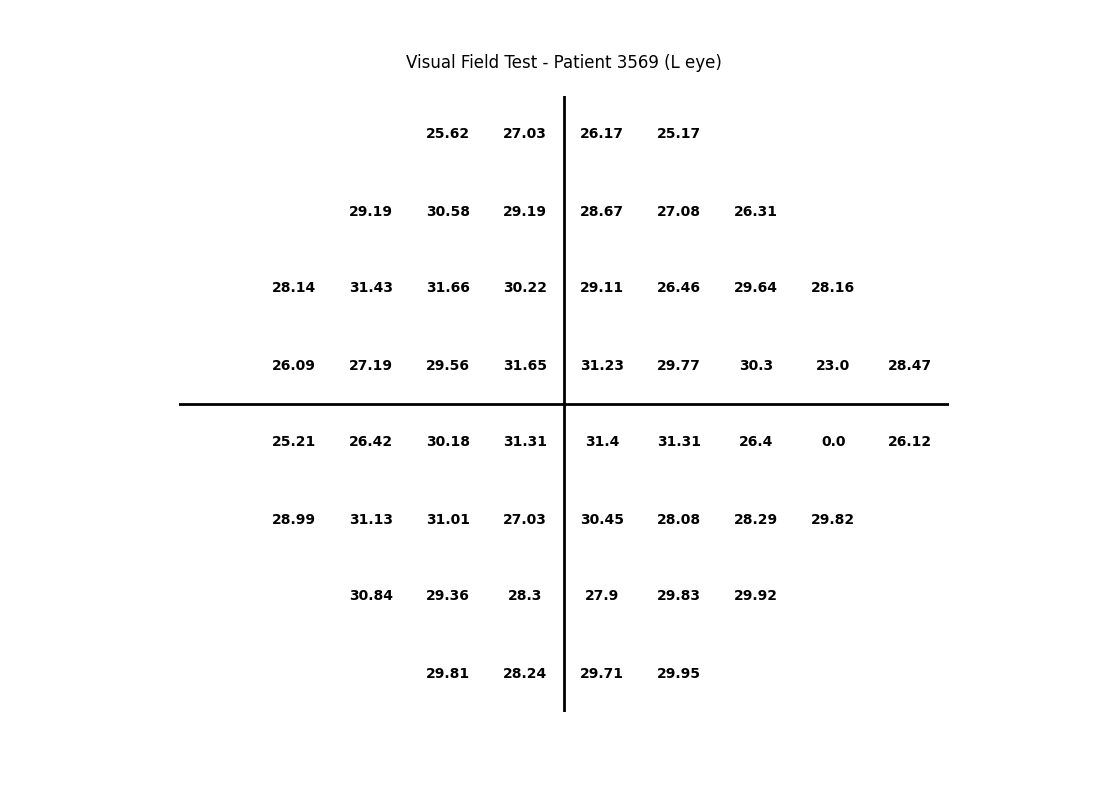 Visual Field Test - Patient 3569 (L eye)
25.62 27.03 26.17 25.17
29.19 30.58 29.19 28.67 27.08 26.31
28.14 31.43 31.66 30.22 29.11 26.46 29.64 28.16
26.09 27.19 29.56 31.65 31.23 29.77 30.3 23.0 28.47
25.21 26.42 30.18 31.31 31.4 31.31 26.4 0.0 26.12
28.99 31.13 31.01 27.03 30.45 28.08 28.29 29.82
30.84 29.36 28.3 27.9 29.83 29.92
29.81 28.24 29.71 29.95